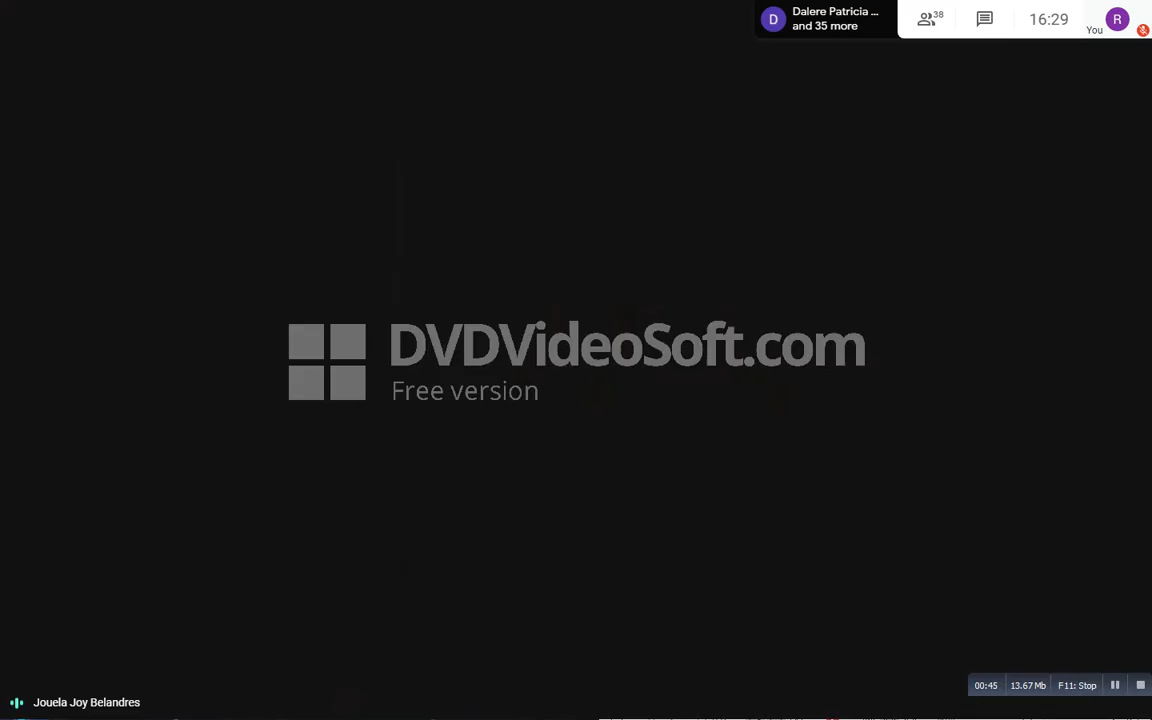 Dalere Patricia ...
and 35 more
D
38
16:29
You
R
DVDVideoSoft.com
Free version
00:45
13.67 Mb
F11: Stop
Jouela Joy Belandres